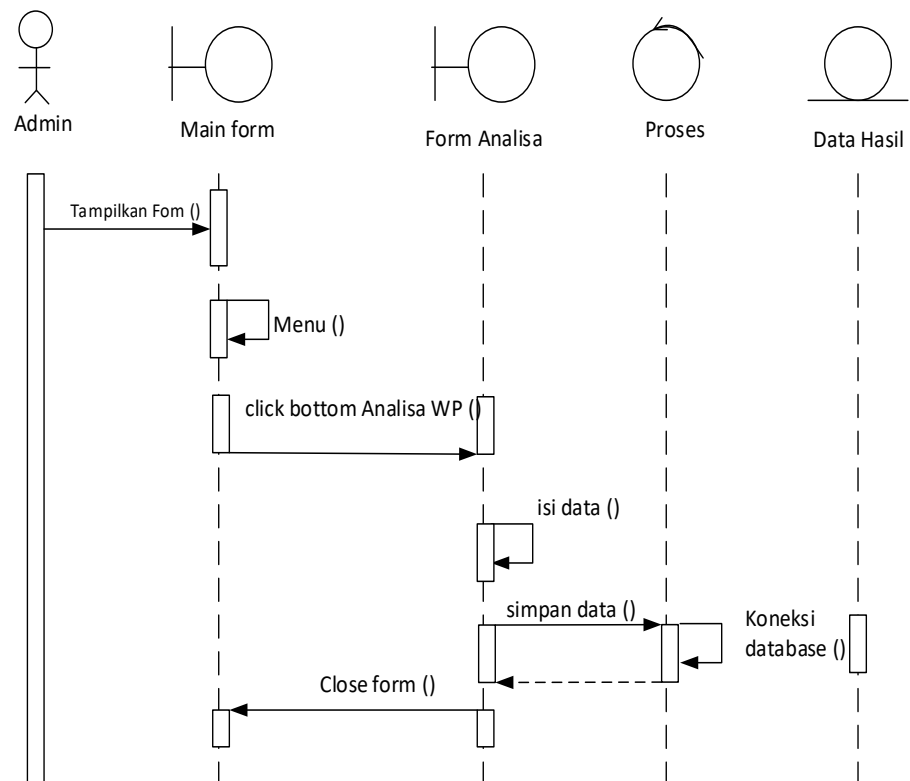 Admin
Main form
Form Analisa
Proses
Data Hasil
Tampilkan Fom ()
Menu ()
click bottom Analisa WP ()
isi data ()
simpan data ()
Koneksi
database ()
Close form ()